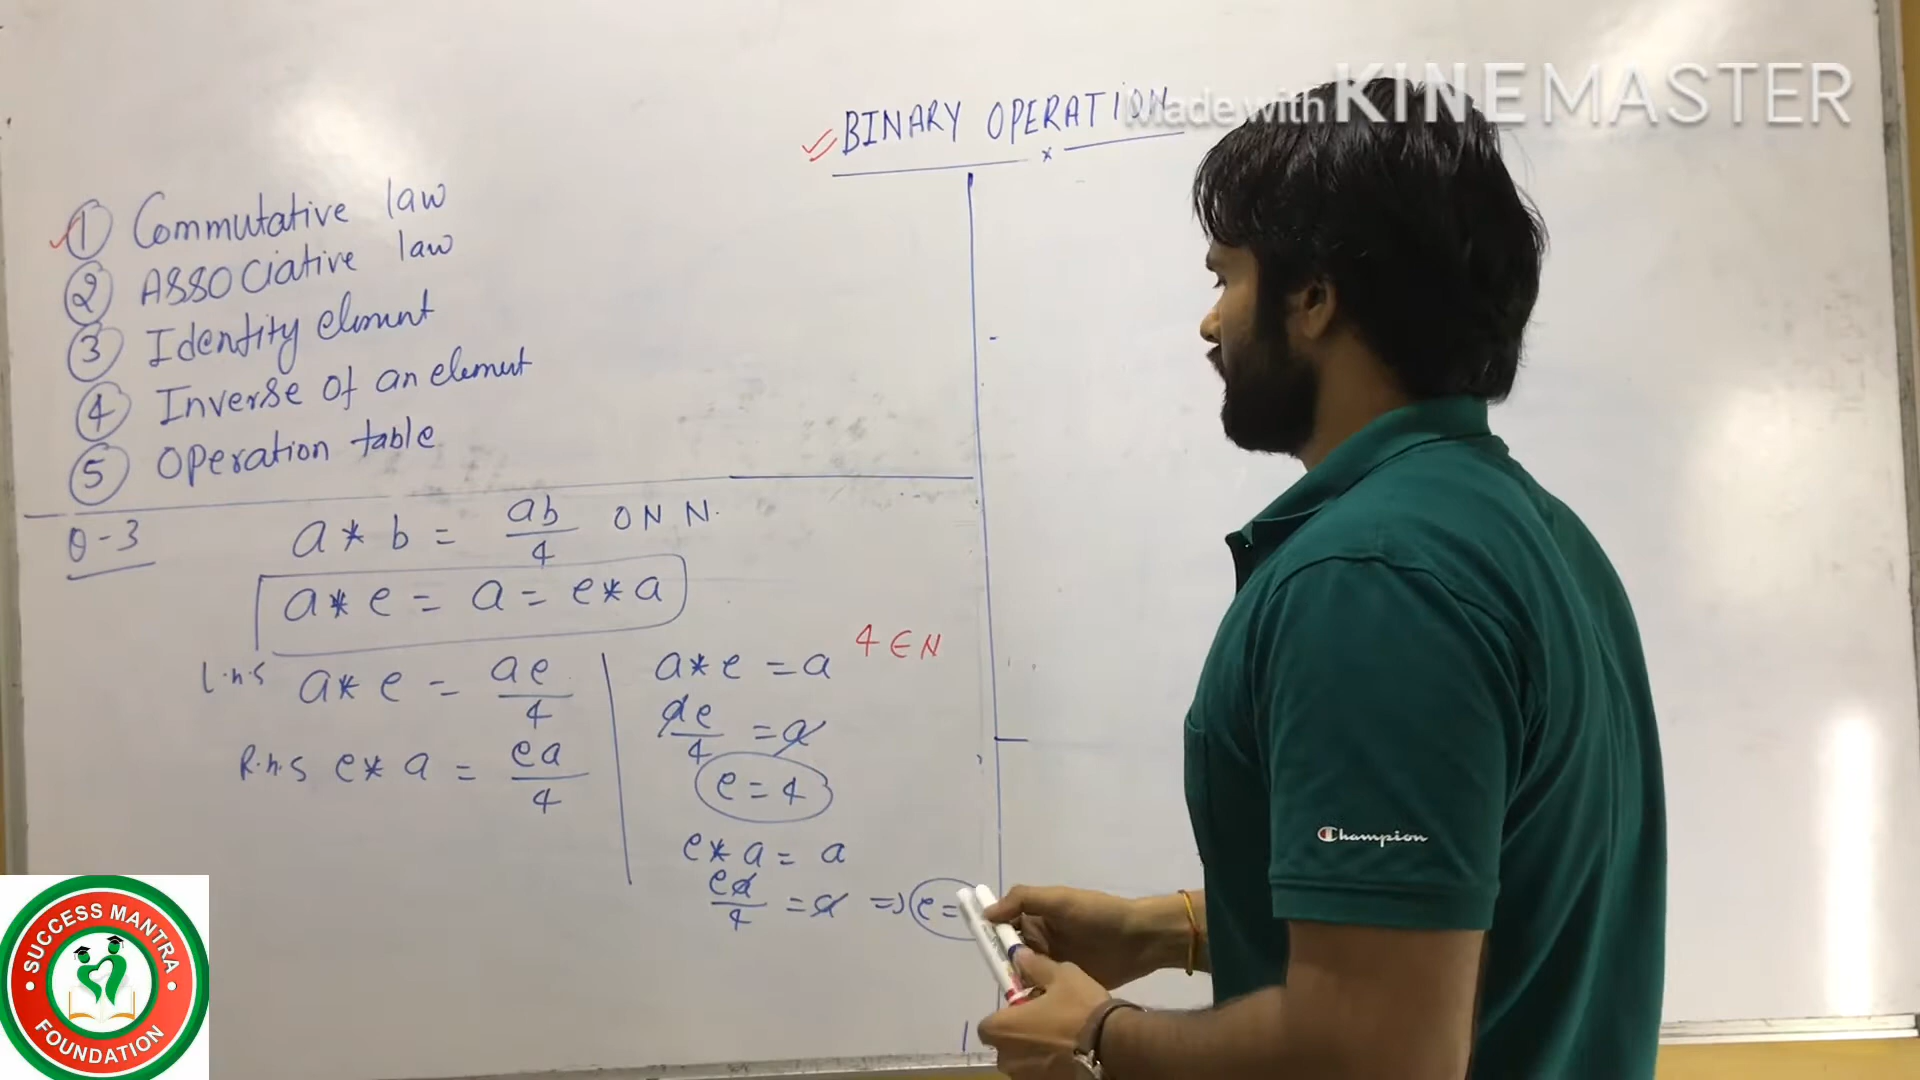 Made with KINEMASTER
BINARY OPERATION
x
① Commutative law
② Associative law
③ Identity element
④ Inverse of an element
⑤ Operation table
Q-3
a * b = ab/4 ON N.
a * e = a = e * a
L.h.S a * e = ae/4
R.h.S e * a = ea/4
a * e = a
4 ∈ N
ae/4 = a
e = 4
e * a = a
ea/4 = a => e =
Champion
SUCCESS MANTRA
FOUNDATION